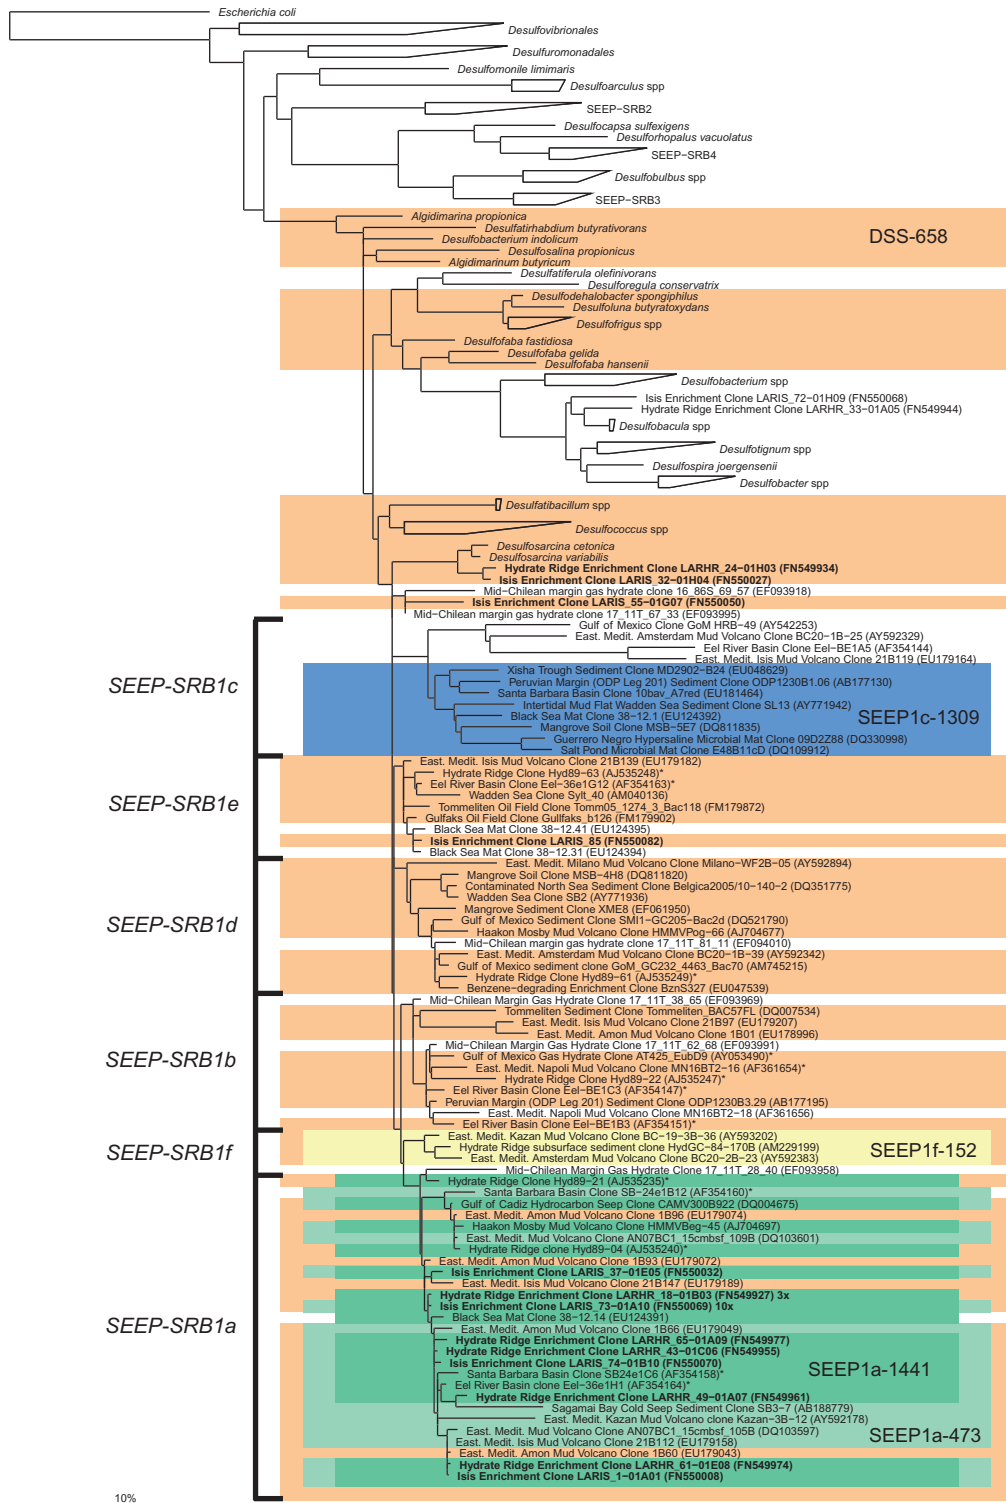 Escherichia coli
Desulfovibrionales
Desulfuromonadales
Desulfomonile limimaris
Desulfoarculus spp
SEEP−SRB2
Desulfocapsa sulfexigens
Desulforhopalus vacuolatus
SEEP−SRB4
Desulfobulbus spp
SEEP−SRB3
Algidimarina propionica
Desulfatirhabdium butyrativorans
DSS-658
Desulfobacterium indolicum
Desulfosalina propionicus
Algidimarinum butyricum
Desulfatiferula olefinivorans
Desulforegula conservatrix
Desulfodehalobacter spongiphilus
Desulfoluna butyratoxydans
Desulfofrigus spp
Desulfofaba fastidiosa
Desulfofaba gelida
Desulfofaba hansenii
Desulfobacterium spp
Isis Enrichment Clone LARIS_72-01H09 (FN550068)
Hydrate Ridge Enrichment Clone LARHR_33-01A05 (FN549944)
Desulfobacula spp
Desulfotignum spp
Desulfospira joergensenii
Desulfobacter spp
Desulfatibacillum spp
Desulfococcus spp
Desulfosarcina cetonica
Desulfosarcina variabilis
Hydrate Ridge Enrichment Clone LARHR_24-01H03 (FN549934)
Isis Enrichment Clone LARIS_32-01H04 (FN550027)
Mid−Chilean margin gas hydrate clone 16_86S_69_57 (EF093918)
Isis Enrichment Clone LARIS_55-01G07 (FN550050)
Mid−Chilean margin gas hydrate clone 17_11T_67_33 (EF093995)
Gulf of Mexico Clone GoM HRB-49 (AY542253)
East. Medit. Amsterdam Mud Volcano Clone BC20-1B-25 (AY592329)
Eel River Basin Clone Eel-BE1A5 (AF354144)
East. Medit. Isis Mud Volcano Clone 21B119 (EU179164)
Xisha Trough Sediment Clone MD2902-B24 (EU048629)
Peruvian Margin (ODP Leg 201) Sediment Clone ODP1230B1.06 (AB177130)
SEEP-SRB1c
Santa Barbara Basin Clone 10bav_A7red (EU181464)
Intertidal Mud Flat Wadden Sea Sediment Clone SL13 (AY771942)
Black Sea Mat Clone 38−12.1 (EU124392)
SEEP1c-1309
Mangrove Soil Clone MSB-5E7 (DQ811835)
Guerrero Negro Hypersaline Microbial Mat Clone 09D2Z88 (DQ330998)
Salt Pond Microbial Mat Clone E48B11cD (DQ109912)
East. Medit. Isis Mud Volcano Clone 21B139 (EU179182)
Hydrate Ridge Clone Hyd89−63 (AJ535248)*
Eel River Basin Clone Eel-36e1G12 (AF354163)*
Wadden Sea Clone Sylt_40 (AM040136)
SEEP-SRB1e
Tommeliten Oil Field Clone Tomm05_1274_3_Bac118 (FM179872)
Gulfaks Oil Field Clone Gullfaks_b126 (FM179902)
Black Sea Mat Clone 38−12.41 (EU124395)
Isis Enrichment Clone LARIS_85 (FN550082)
Black Sea Mat Clone 38−12.31 (EU124394)
East. Medit. Milano Mud Volcano Clone Milano-WF2B-05 (AY592894)
Mangrove Soil Clone MSB-4H8 (DQ811820)
Contaminated North Sea Sediment Clone Belgica2005/10-140-2 (DQ351775)
Wadden Sea Clone SB2 (AY771936)
Mangrove Sediment Clone XME8 (EF061950)
SEEP-SRB1d
Gulf of Mexico Sediment SMI1-GC205-Bac2d (DQ521790)
Haakon Mosby Mud Volcano Clone HMMVPog-66 (AJ704677)
Mid−Chilean margin gas hydrate clone 17_11T_81_11 (EF094010)
East. Medit. Amsterdam Mud Volcano Clone BC20-1B-39 (AY592342)
Gulf of Mexico sediment clone GoM_GC232_4463_Bac70 (AM745215)
Hydrate Ridge Clone Hyd89−61 (AJ535249)*
Benzene-degrading Enrichment Clone BznS327 (EU047539)
Mid−Chilean Margin Gas Hydrate Clone 17_11T_38_65 (EF093969)
Tommeliten Sediment Clone Tommeliten_BAC57FL (DQ007534)
East. Medit. Isis Mud Volcano Clone 21B97 (EU179207)
East. Medit. Amon Mud Volcano Clone 1B01 (EU178996)
Mid−Chilean Margin Gas Hydrate Clone 17_11T_62_68 (EF093991)
SEEP-SRB1b
Gulf of Mexico Gas Hydrate AT425_EubD9 (AY053490)*
East. Medit. Napoli Mud Volcano Clone MN16BT2-16 (AF361654)*
Hydrate Ridge Clone Hyd89−22 (AJ535247)*
Eel River Basin Clone Eel-BE1C3 (AF354147)*
Peruvian Margin (ODP Leg 201) Sediment Clone ODP1230B3.29 (AB177195)
East. Medit. Napoli Mud Volcano Clone MN16BT2−18 (AF361656)
Eel River Basin Clone Eel-BE1B3 (AF354151)*
East. Medit. Kazan Mud Volcano Clone BC-19-3B-36 (AY593202)
SEEP-SRB1f
Hydrate Ridge subsurface sediment clone HydGC-84-170B (AM229199)
SEEP1f-152
East. Medit. Amsterdam Mud Volcano Clone BC20-2B-23 (AY592383)
Mid−Chilean Margin Gas Hydrate Clone 17_11T_28_40 (EF093958)
Hydrate Ridge Clone Hyd89−21 (AJ535235)*
Santa Barbara Basin Clone SB-24e1B12 (AF354160)*
Gulf of Cadiz Hydrocarbon Seep Clone CAMV300B922 (DQ004675)
East. Medit. Amon Mud Volcano Clone 1B96 (EU179074)
Haakon Mosby Mud Volcano Clone HMMVBeg-45 (AJ704697)
East. Medit. Mud Volcano Clone AN07BC1_15cmbsf_109B (DQ103601)
Hydrate Ridge clone Hyd89-04 (AJ535240)*
East. Medit. Amon Mud Volcano Clone 1B93 (EU179072)
Isis Enrichment Clone LARIS_37-01E05 (FN550032)
East. Medit. Isis Mud Volcano Clone 21B147 (EU179189)
Hydrate Ridge Enrichment Clone LARHR_18-01B03 (FN549927) 3x
Isis Enrichment Clone LARIS_73-01A10 (FN550069) 10x
Black Sea Mat Clone 38−12.14 (EU124391)
SEEP-SRB1a
East. Medit. Amon Mud Volcano Clone 1B66 (EU179049)
Hydrate Ridge Enrichment Clone LARHR_65-01A09 (FN549977)
Hydrate Ridge Enrichment Clone LARHR_43-01C06 (FN549955)
Isis Enrichment Clone LARIS_74-01B10 (FN550070)
SEEP1a-1441
Santa Barbara Basin Clone SB24e1C6 (AF354158)*
Eel River Basin clone Eel-36e1H1 (AF354164)*
Hydrate Ridge Enrichment Clone LARHR_49-01A07 (FN549961)
Sagamai Bay Cold Seep Sediment Clone SB3-7 (AB188779)
East. Medit. Kazan Mud Volcano clone Kazan-3B-12 (AY592178)
East. Medit. Mud Volcano Clone AN07BC1_15cmbsf_105B (DQ103597)
SEEP1a-473
East. Medit. Isis Mud Volcano Clone 21B112 (EU179158)
East. Medit. Amon Mud Volcano Clone 1B60 (EU179043)
Hydrate Ridge Enrichment Clone LARHR_61-01E08 (FN549974)
Isis Enrichment Clone LARIS_1-01A01 (FN550008)
10%